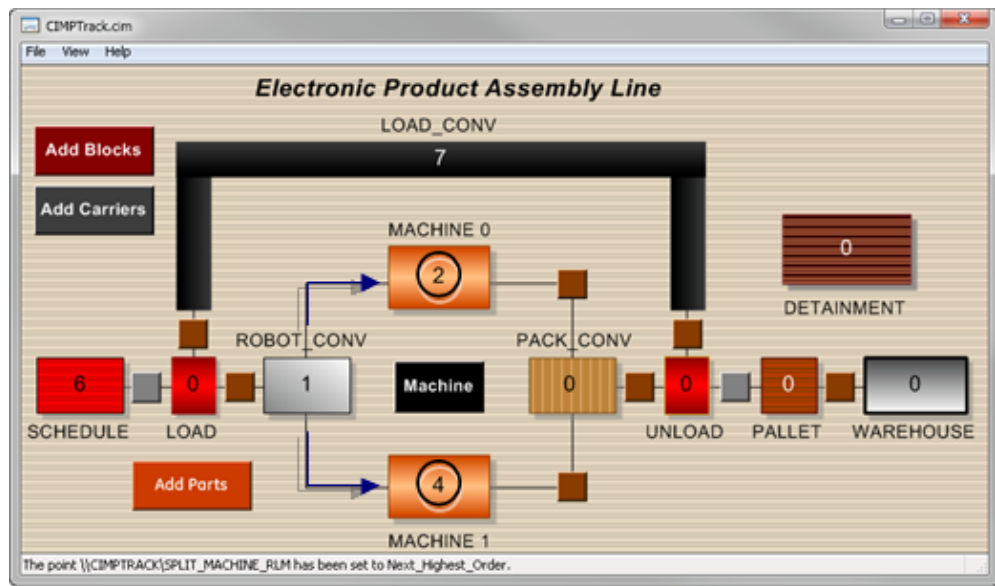 CIMPTrack.cim
File View Help
Electronic Product Assembly Line
LOAD_CONV
7
Add Blocks
Add Carriers
MACHINE 0
2
0
DETAINMENT
ROBOT_CONV
PACK_CONV
6
0
1
Machine
0
0
0
0
SCHEDULE
LOAD
UNLOAD
PALLET
WAREHOUSE
Add Parts
4
MACHINE 1
The point \\CIMPTRACK\SPLIT_MACHINE_RLM has been set to Next_Highest_Order.